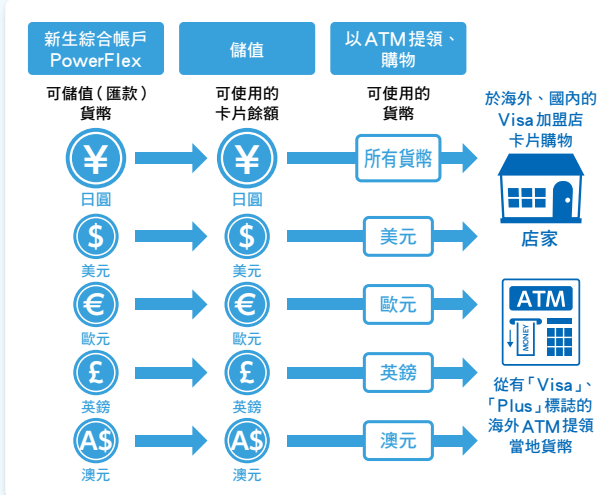 新生綜合帳戶
PowerFlex
儲值
以ATM提領、
購物
可儲值(匯款)
貨幣
可使用的
卡片餘額
可使用的
貨幣
於海外、國內的
Visa加盟店
卡片購物
¥
¥
所有貨幣
日圓
日圓
店家
$
$
美元
美元
美元
€
€
歐元
歐元
歐元
ATM
MONEY
£
£
英鎊
英鎊
英鎊
從有「Visa」、
「Plus」標誌的
海外ATM提領
當地貨幣
A$
A$
澳元
澳元
澳元